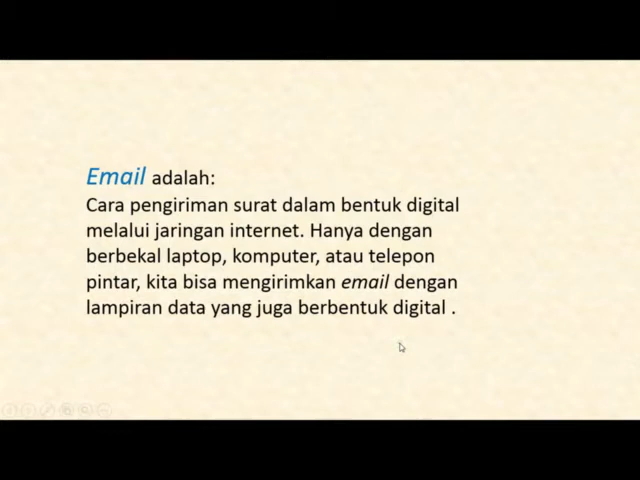 Email adalah:
Cara pengiriman surat dalam bentuk digital
melalui jaringan internet. Hanya dengan
berbekal laptop, komputer, atau telepon
pintar, kita bisa mengirimkan email dengan
lampiran data yang juga berbentuk digital .